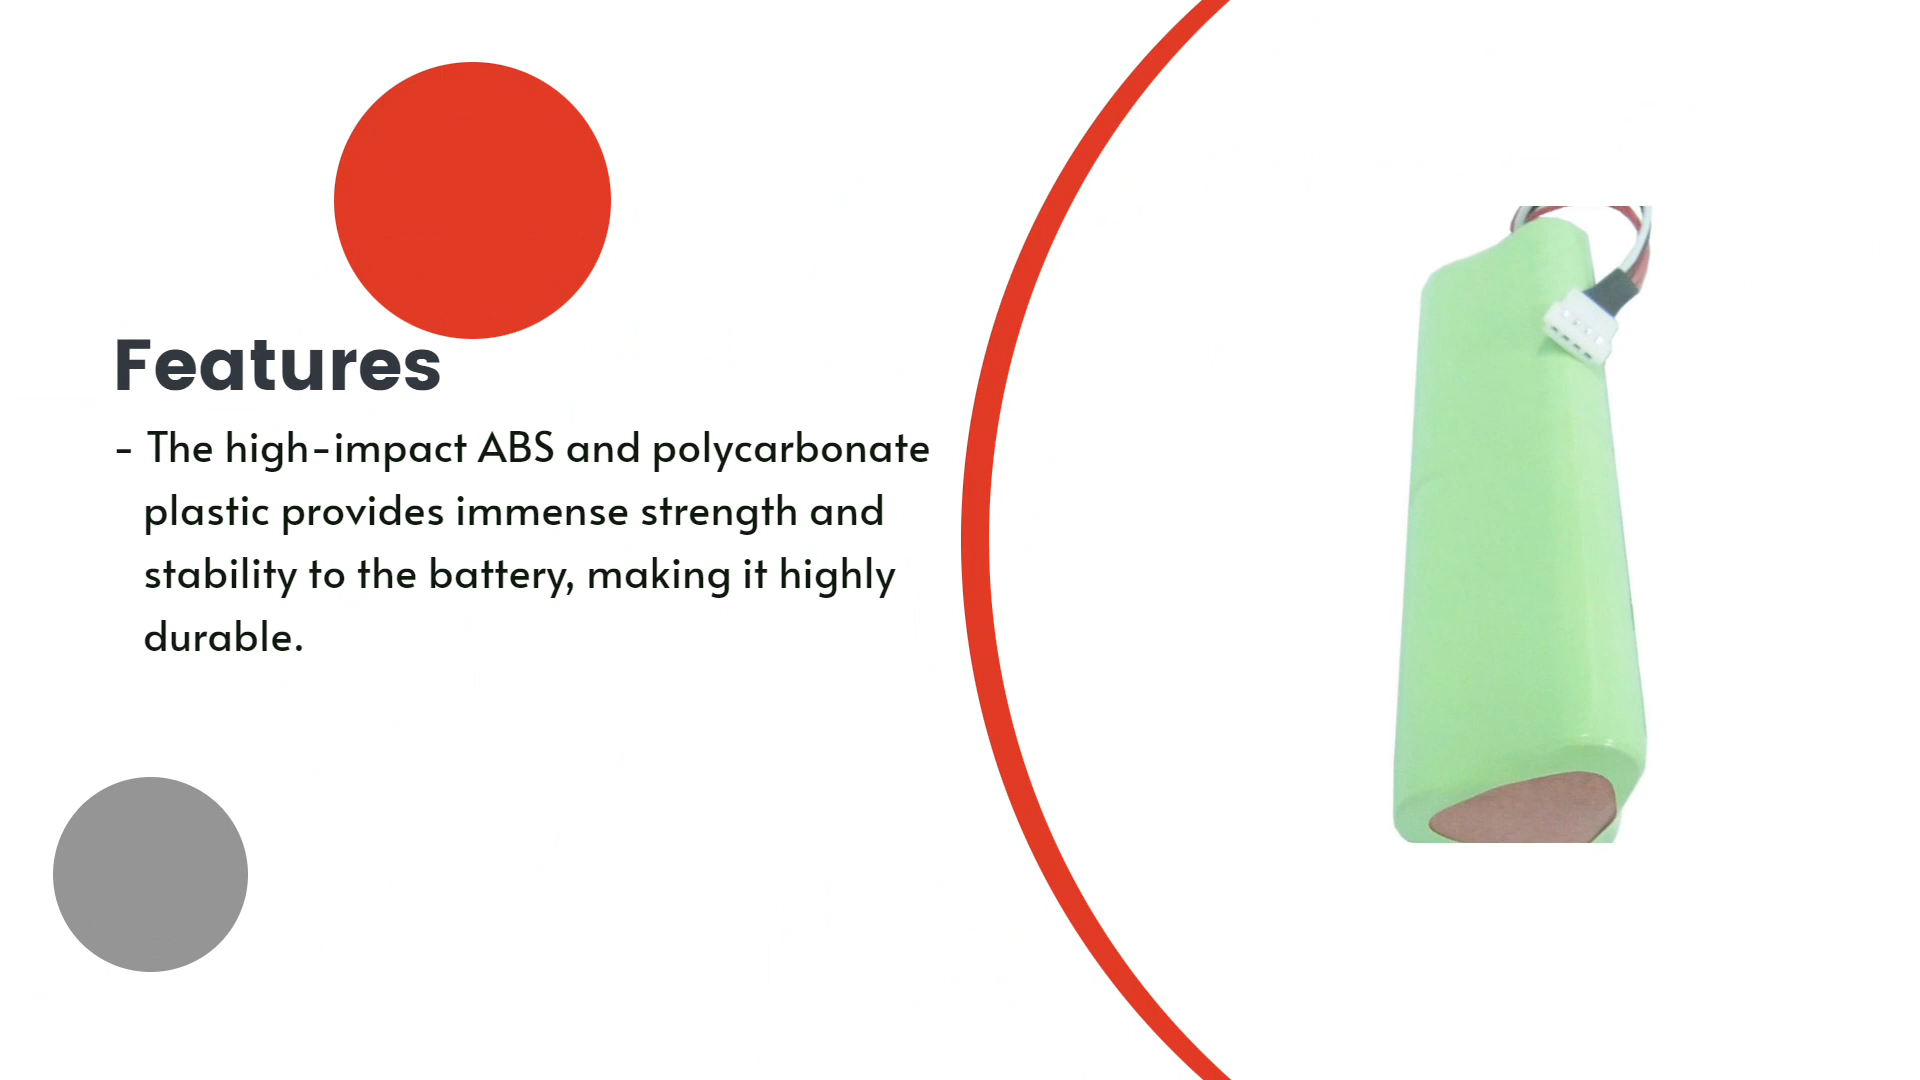 Features
- The high-impact ABS and polycarbonate
plastic provides immense strength and
stability to the battery, making it highly
durable.